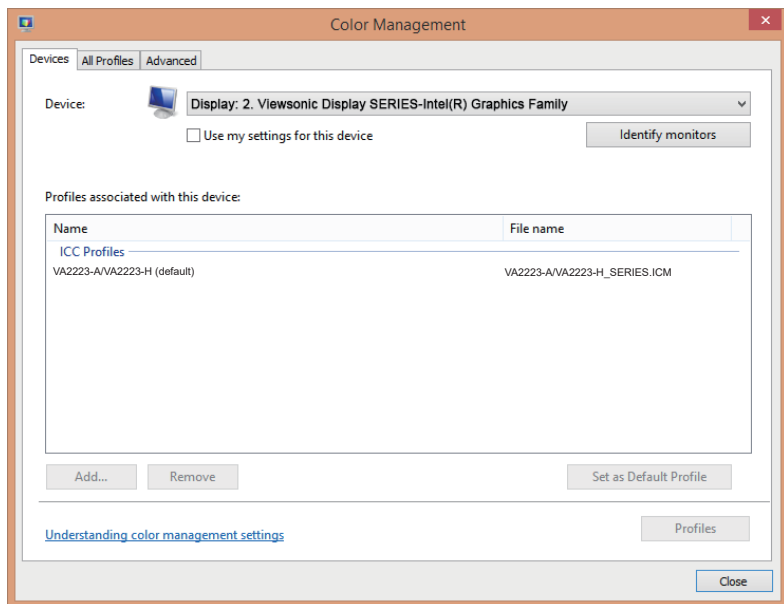 Color Management
Devices All Profiles Advanced
Device: Display: 2. Viewsonic Display SERIES-Intel(R) Graphics Family
Use my settings for this device Identify monitors
Profiles associated with this device:
Name File name
ICC Profiles
VA2223-A/VA2223-H (default) VA2223-A/VA2223-H_SERIES.ICM
Add... Remove Set as Default Profile
Understanding color management settings Profiles
Close